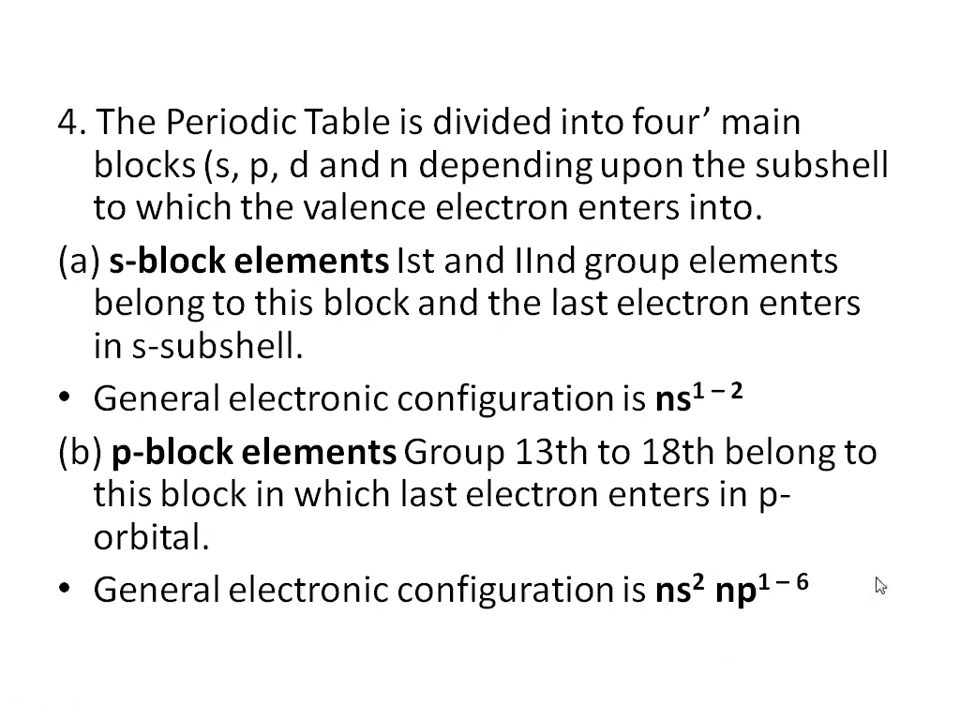 4. The Periodic Table is divided into four’ main
blocks (s, p, d and n depending upon the subshell
to which the valence electron enters into.
(a) s-block elements Ist and IInd group elements
belong to this block and the last electron enters
in s-subshell.
• General electronic configuration is ns¹ ⁻ ²
(b) p-block elements Group 13th to 18th belong to
this block in which last electron enters in p-
orbital.
• General electronic configuration is ns² np¹ ⁻ ⁶